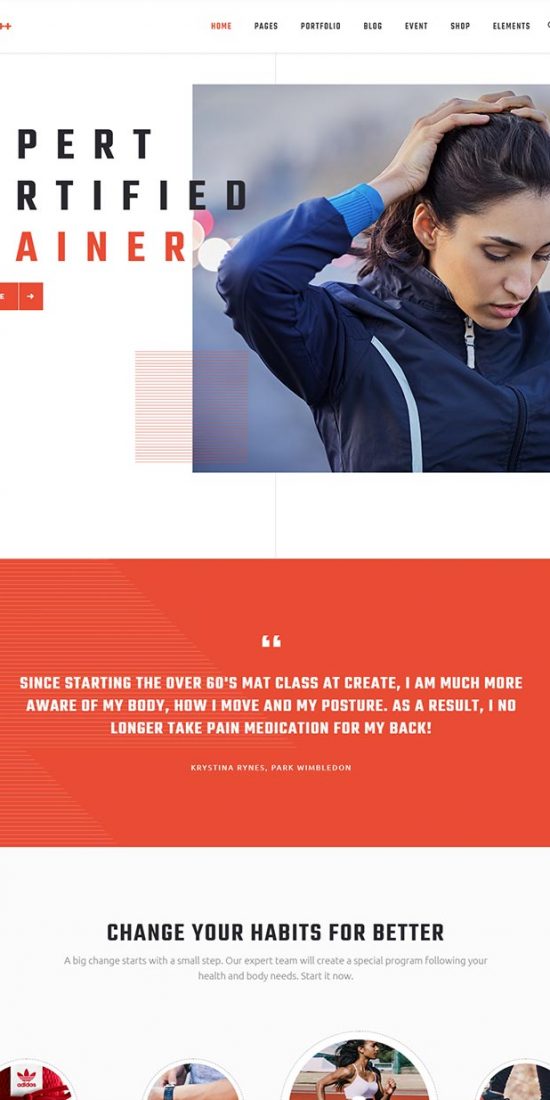 HOME PAGES PORTFOLIO BLOG EVENT SHOP ELEMENTS
PERT
RTIFIED
AINER
E
“
SINCE STARTING THE OVER 60'S MAT CLASS AT CREATE, I AM MUCH MORE
AWARE OF MY BODY, HOW I MOVE AND MY POSTURE. AS A RESULT, I NO
LONGER TAKE PAIN MEDICATION FOR MY BACK!
KRYSTINA RYNES, PARK WIMBLEDON
CHANGE YOUR HABITS FOR BETTER
A big change starts with a small step. Our expert team will create a special program following your
health and body needs. Start it now.
adidas